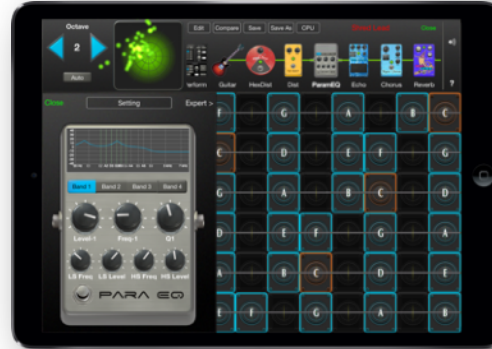 Octave
2
Auto
Edit Compare Save Save As CPU Close
erform Guitar HexDist Dist ParamEQ Echo Chorus Reverb ?
Close Setting Expert >
Band 1 Band 2 Band 3 Band 4
Level-1 Freq-1 Q1
LS Freq LS Level HS Freq HS Level
PARA EQ
F G A B C
C D E F G
G A B C D
D E F G A
A B C D E
E F G A B